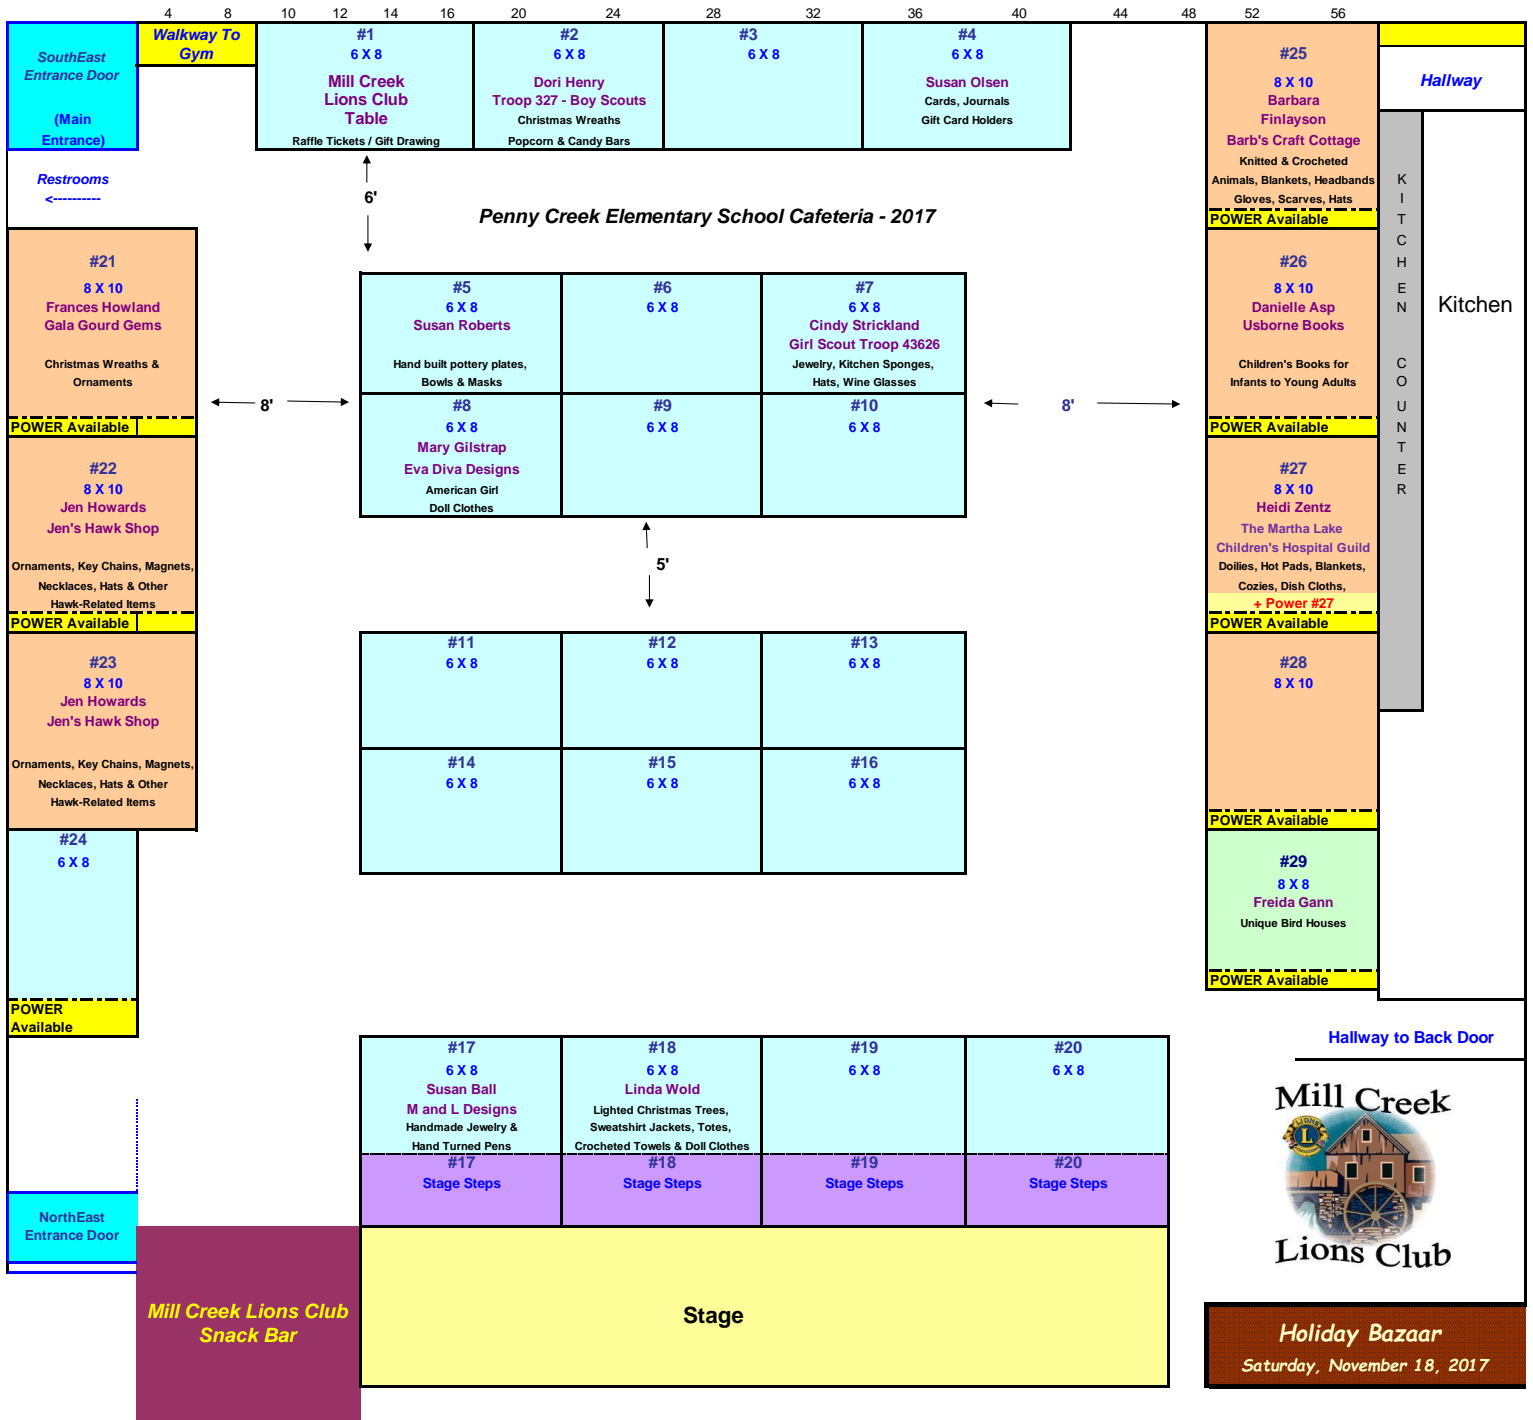 4 8 10 12 14 16 20 24 28 32 36 40 44 48 52 56
SouthEast
Entrance Door
(Main
Entrance)
Walkway To
Gym
#1
6 X 8
Mill Creek
Lions Club
Table
Raffle Tickets / Gift Drawing
#2
6 X 8
Dori Henry
Troop 327 - Boy Scouts
Christmas Wreaths
Popcorn & Candy Bars
#3
6 X 8
#4
6 X 8
Susan Olsen
Cards, Journals
Gift Card Holders
#25
8 X 10
Barbara
Finlayson
Barb's Craft Cottage
Knitted & Crocheted
Animals, Blankets, Headbands
Gloves, Scarves, Hats
POWER Available
Hallway
Restrooms
<----------
6'
Penny Creek Elementary School Cafeteria - 2017
KITCHEN COUNTER
Kitchen
#21
8 X 10
Frances Howland
Gala Gourd Gems
Christmas Wreaths &
Ornaments
POWER Available
#5
6 X 8
Susan Roberts
Hand built pottery plates,
Bowls & Masks
#6
6 X 8
#7
6 X 8
Cindy Strickland
Girl Scout Troop 43626
Jewelry, Kitchen Sponges,
Hats, Wine Glasses
#26
8 X 10
Danielle Asp
Usborne Books
Children's Books for
Infants to Young Adults
POWER Available
8'
#8
6 X 8
Mary Gilstrap
Eva Diva Designs
American Girl
Doll Clothes
#9
6 X 8
#10
6 X 8
8'
#22
8 X 10
Jen Howards
Jen's Hawk Shop
Ornaments, Key Chains, Magnets,
Necklaces, Hats & Other
Hawk-Related Items
POWER Available
5'
#27
8 X 10
Heidi Zentz
The Martha Lake
Children's Hospital Guild
Doilies, Hot Pads, Blankets,
Cozies, Dish Cloths,
+ Power #27
POWER Available
#23
8 X 10
Jen Howards
Jen's Hawk Shop
Ornaments, Key Chains, Magnets,
Necklaces, Hats & Other
Hawk-Related Items
#11
6 X 8
#12
6 X 8
#13
6 X 8
#28
8 X 10
POWER Available
#14
6 X 8
#15
6 X 8
#16
6 X 8
#24
6 X 8
POWER
Available
#29
8 X 8
Freida Gann
Unique Bird Houses
POWER Available
#17
6 X 8
Susan Ball
M and L Designs
Handmade Jewelry &
Hand Turned Pens
#18
6 X 8
Linda Wold
Lighted Christmas Trees,
Sweatshirt Jackets, Totes,
Crocheted Towels & Doll Clothes
#19
6 X 8
#20
6 X 8
Hallway to Back Door
#17
Stage Steps
#18
Stage Steps
#19
Stage Steps
#20
Stage Steps
Mill Creek
LIONS
L
Lions Club
NorthEast
Entrance Door
Mill Creek Lions Club
Snack Bar
Stage
Holiday Bazaar
Saturday, November 18, 2017